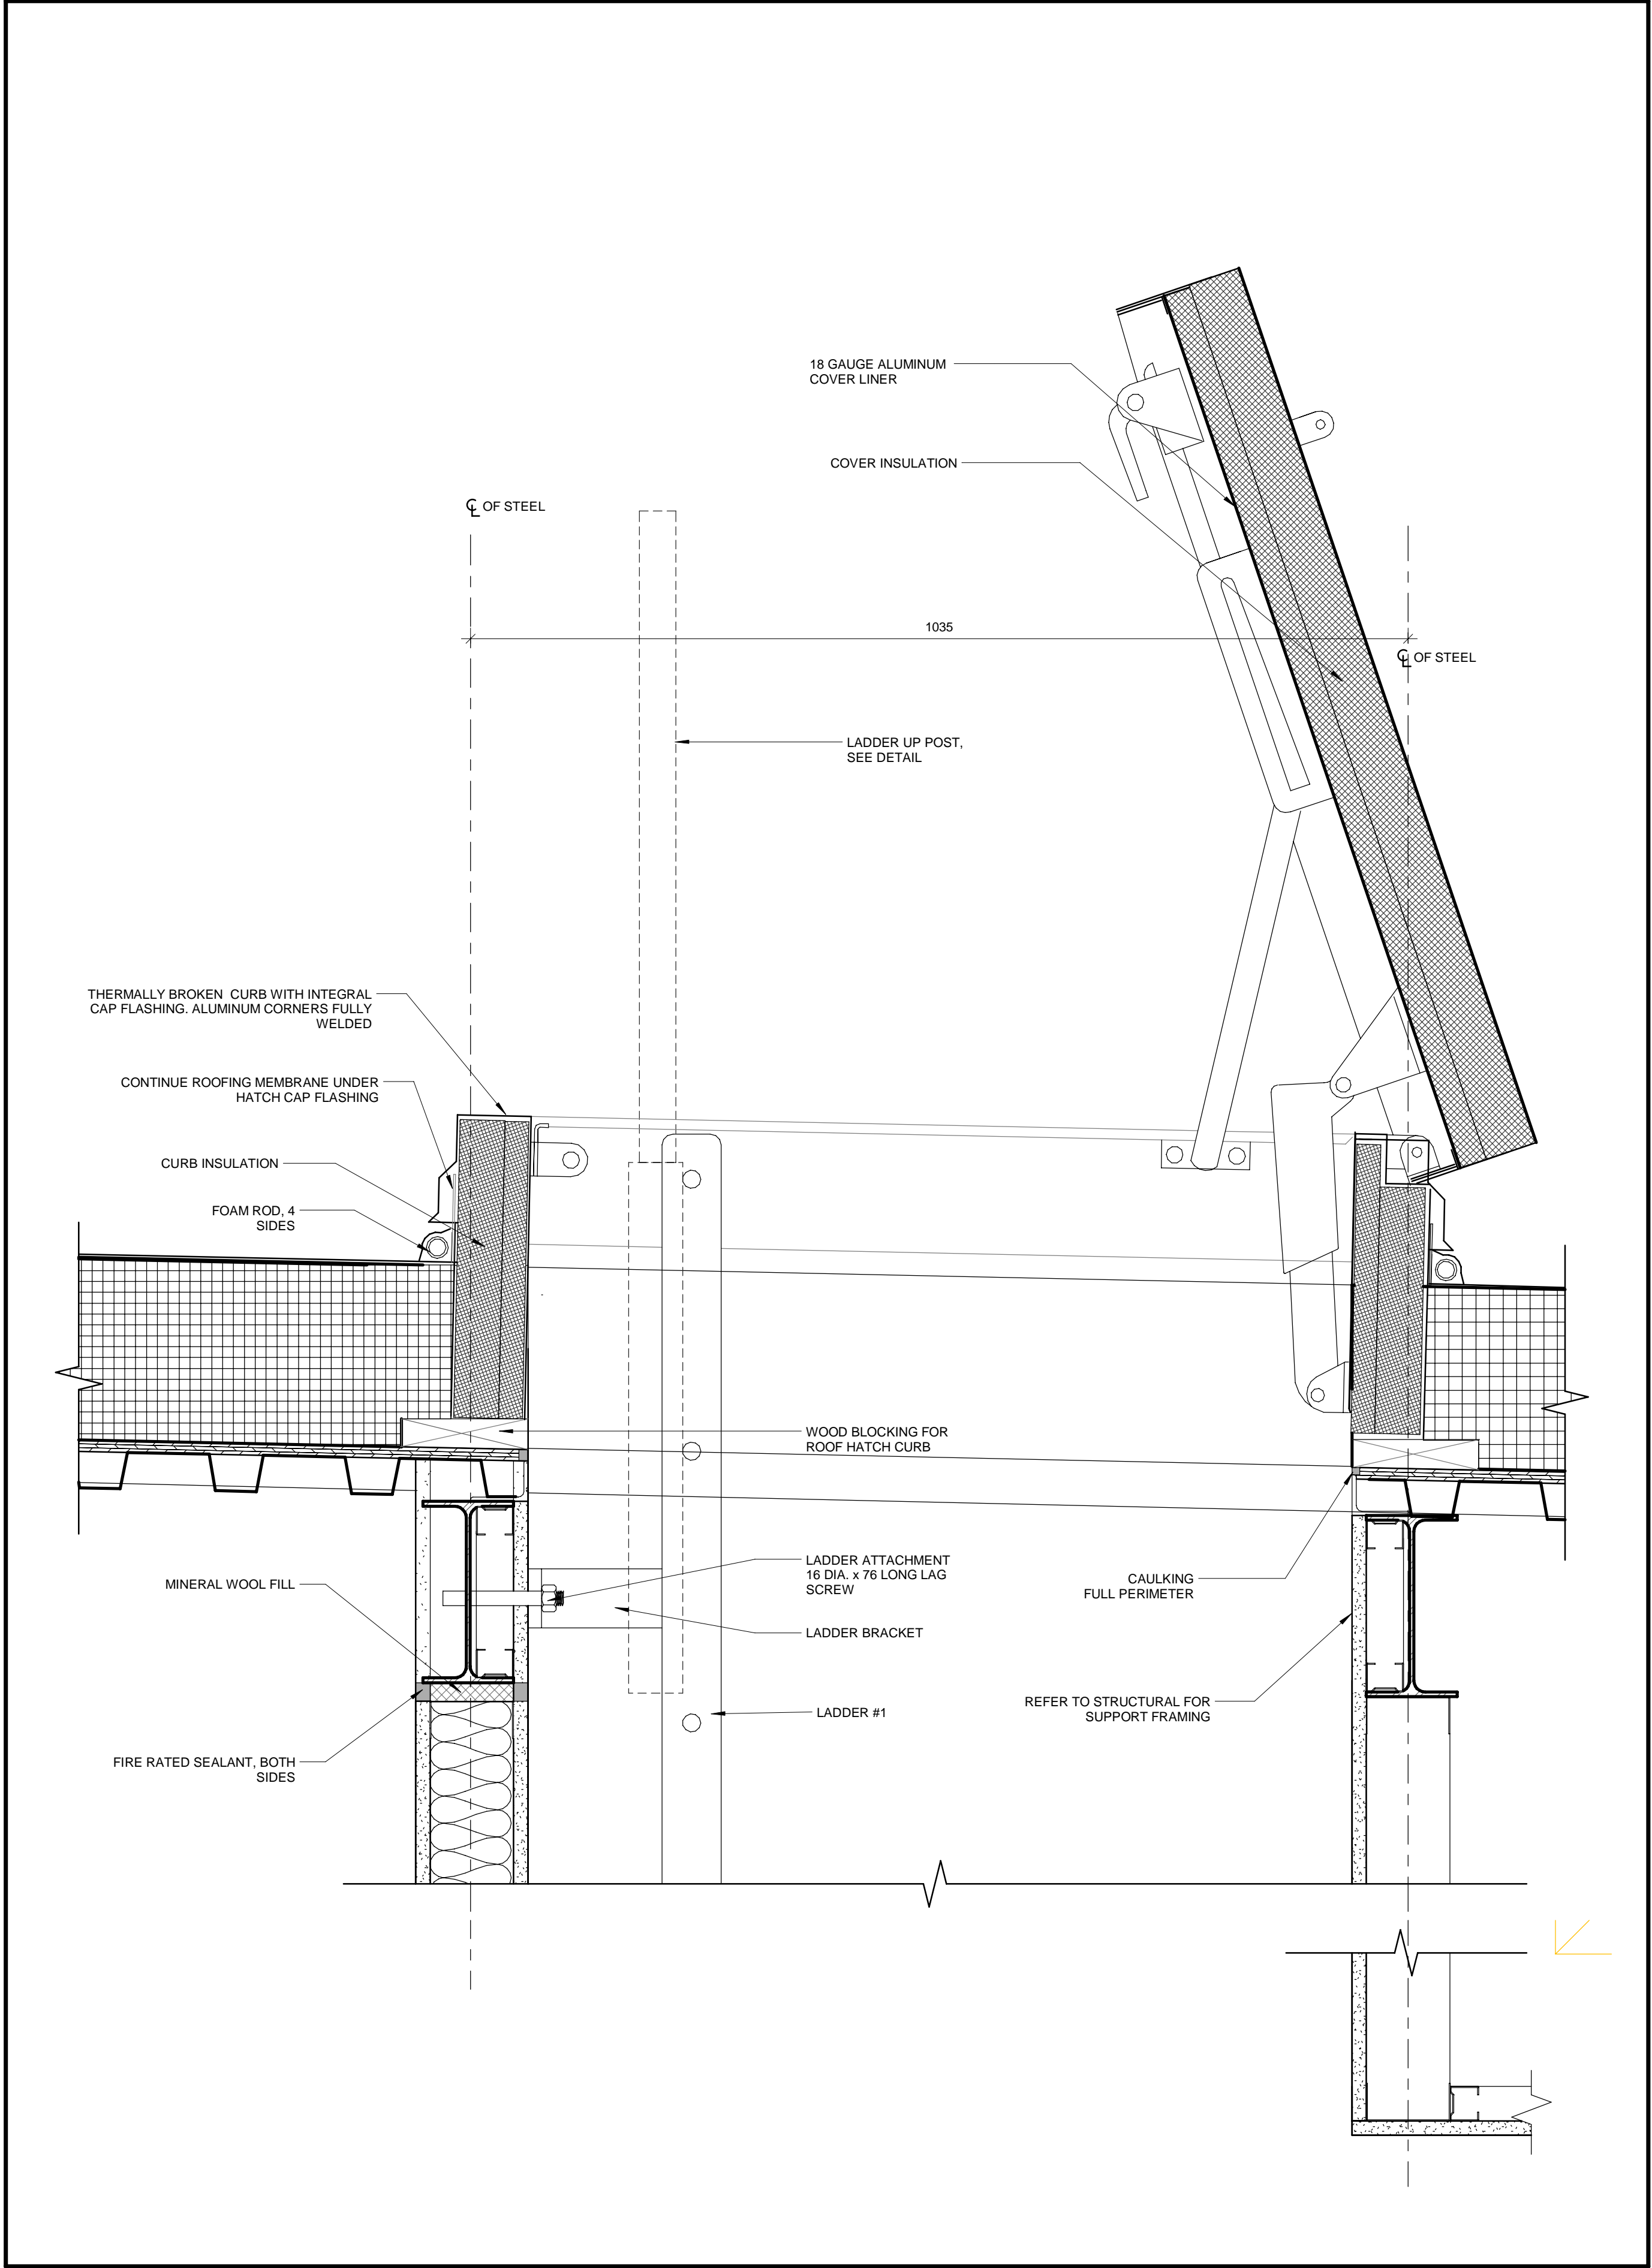 18 GAUGE ALUMINUM
COVER LINER
COVER INSULATION
℄ OF STEEL
1035
℄ OF STEEL
LADDER UP POST,
SEE DETAIL
THERMALLY BROKEN CURB WITH INTEGRAL
CAP FLASHING. ALUMINUM CORNERS FULLY
WELDED
CONTINUE ROOFING MEMBRANE UNDER
HATCH CAP FLASHING
CURB INSULATION
FOAM ROD, 4
SIDES
WOOD BLOCKING FOR
ROOF HATCH CURB
LADDER ATTACHMENT
16 DIA. x 76 LONG LAG
SCREW
MINERAL WOOL FILL
CAULKING
FULL PERIMETER
LADDER BRACKET
REFER TO STRUCTURAL FOR
SUPPORT FRAMING
LADDER #1
FIRE RATED SEALANT, BOTH
SIDES